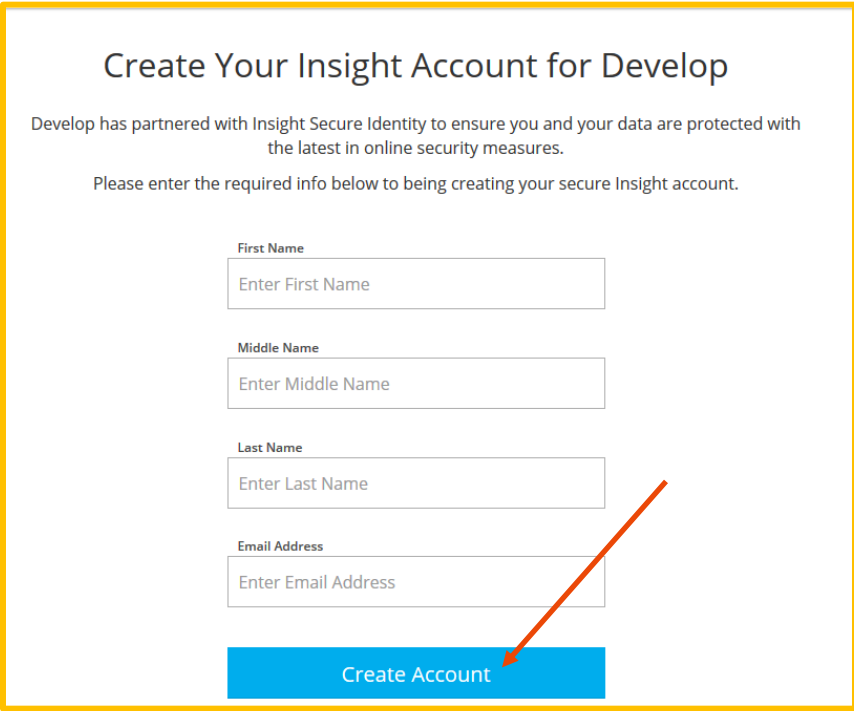 Create Your Insight Account for Develop
Develop has partnered with Insight Secure Identity to ensure you and your data are protected with
the latest in online security measures.
Please enter the required info below to being creating your secure Insight account.
First Name
Enter First Name
Middle Name
Enter Middle Name
Last Name
Enter Last Name
Email Address
Enter Email Address
Create Account